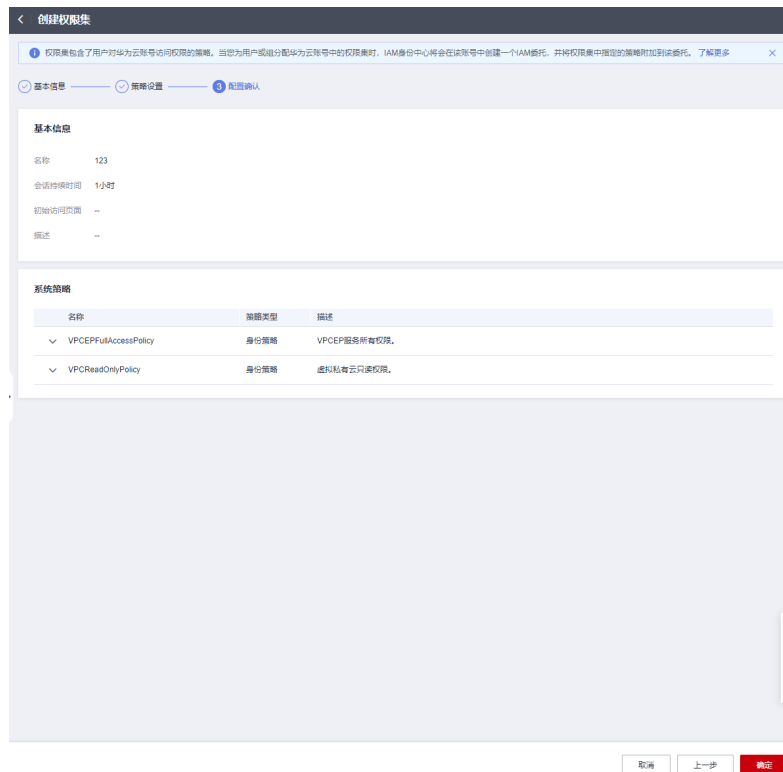 创建权限集
权限集包含了用户对华为云账号访问权限的策略。当您为用户或组分配华为云账号中的权限集时，IAM身份中心将会在该账号中创建一个IAM委托，并将权限集中指定的策略附加到该委托。 了解更多
基本信息 策略设置 3 配置确认
基本信息
名称 123
会话持续时间 1小时
初始访问页面 --
描述 --
系统策略
名称 策略类型 描述
VPCEPFullAccessPolicy 身份策略 VPCEP服务所有权限。
VPCReadOnlyPolicy 身份策略 虚拟私有云只读权限。
取消 上一步 确定